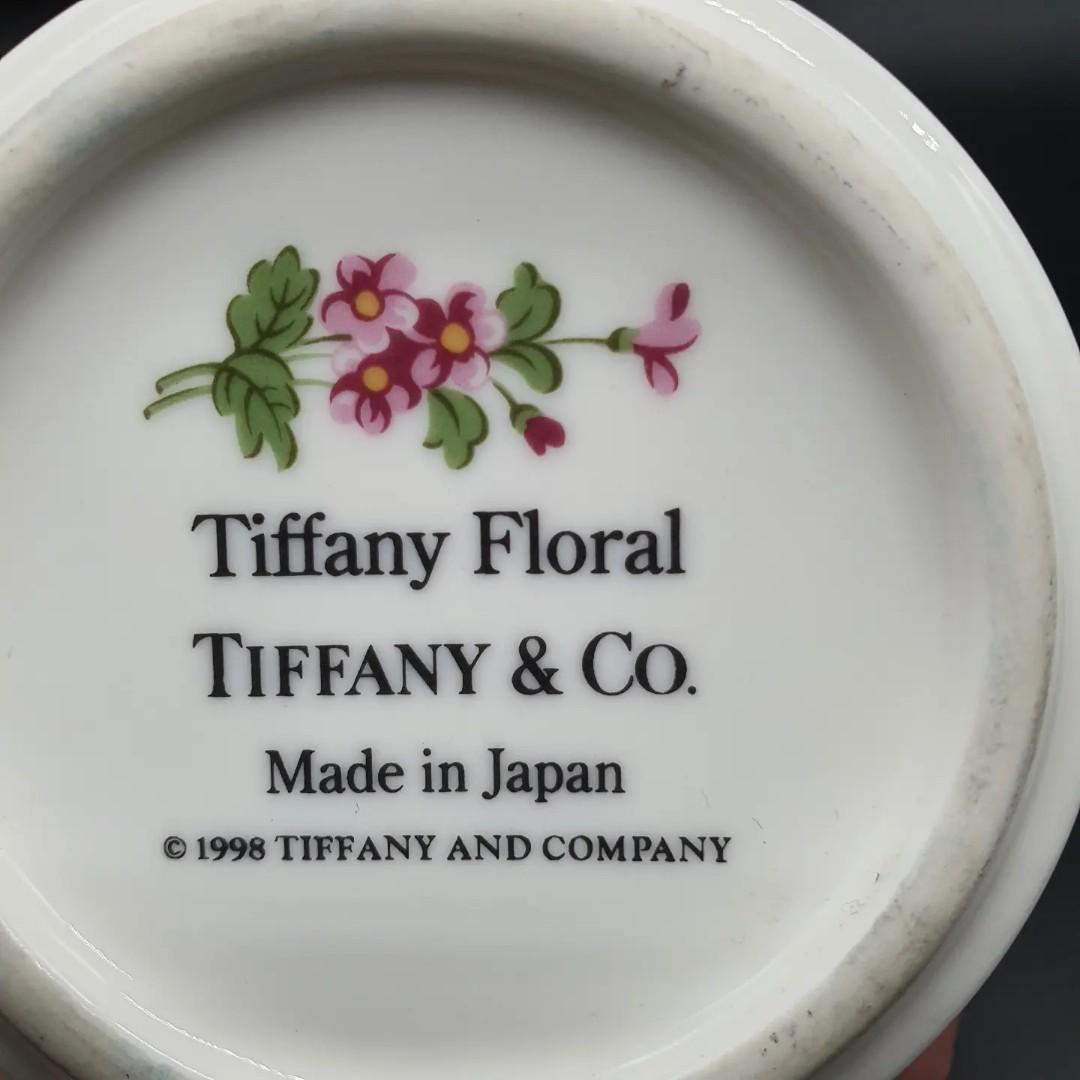 Tiffany Floral
TIFFANY & CO.
Made in Japan
© 1998 TIFFANY AND COMPANY